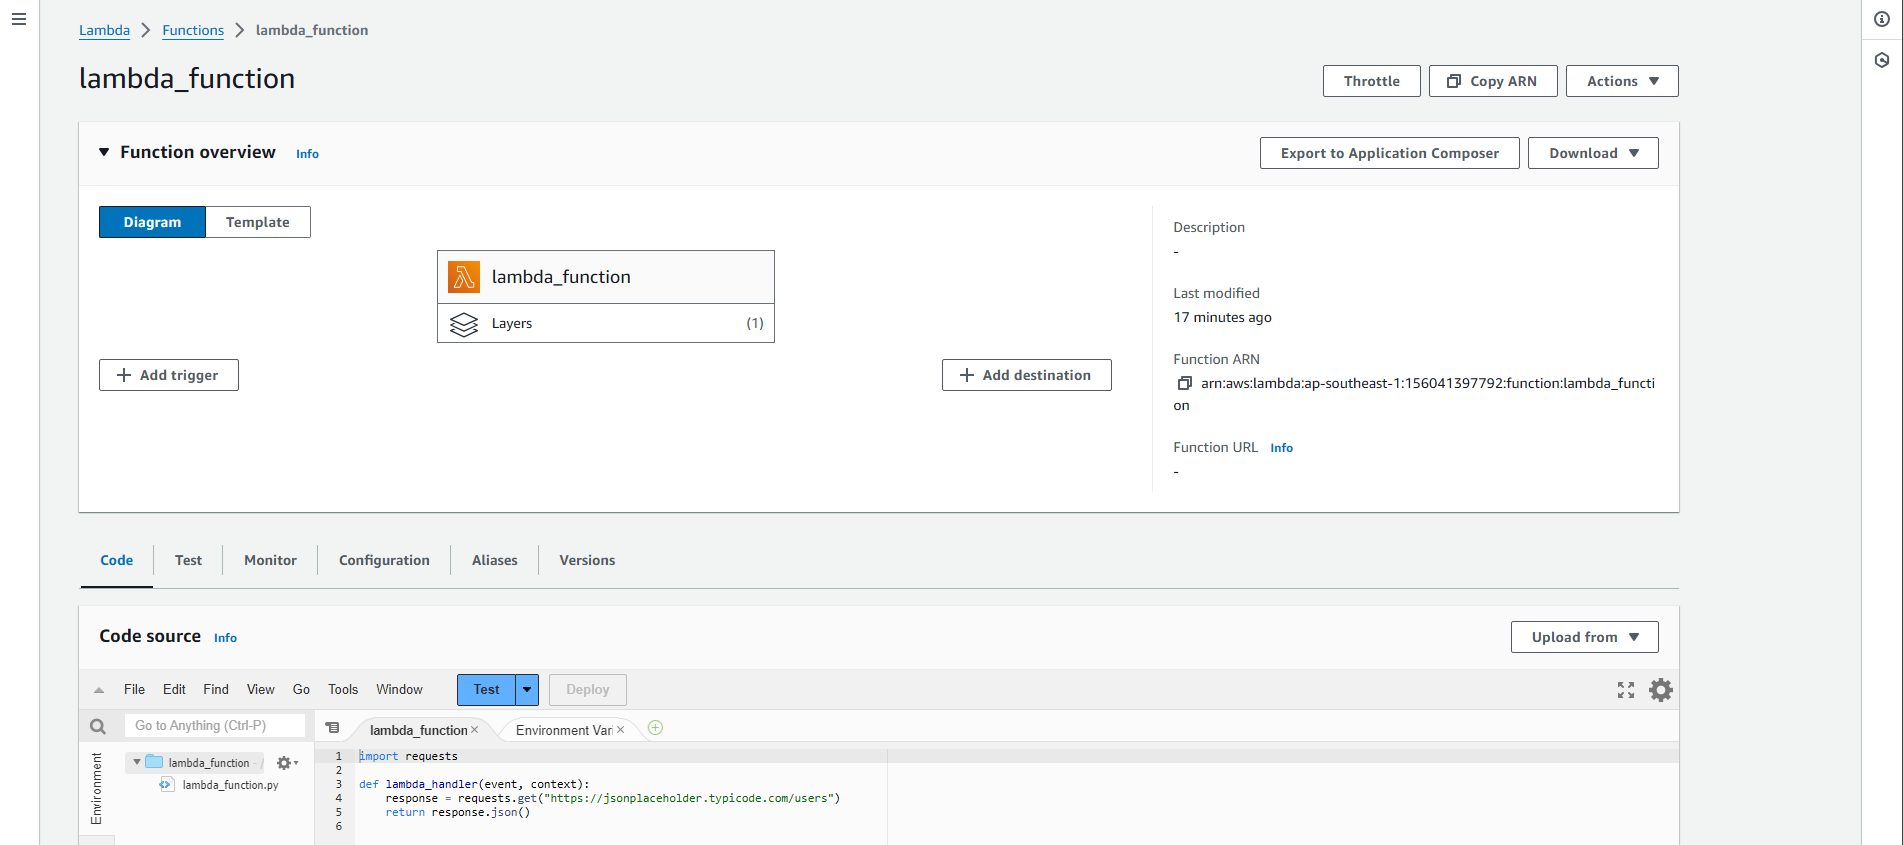 Lambda > Functions > lambda_function
lambda_function
Throttle
Copy ARN
Actions
Function overview Info
Export to Application Composer
Download
Diagram
Template
lambda_function
Layers (1)
+ Add trigger
+ Add destination
Description
-
Last modified
17 minutes ago
Function ARN
arn:aws:lambda:ap-southeast-1:156041397792:function:lambda_functi
on
Function URL Info
-
Code
Test
Monitor
Configuration
Aliases
Versions
Code source Info
Upload from
File Edit Find View Go Tools Window
Test
Deploy
Go to Anything (Ctrl-P)
lambda_function
Environment Vari
Environment
lambda_function - /
lambda_function.py
1 import requests
2
3 def lambda_handler(event, context):
4 response = requests.get("https://jsonplaceholder.typicode.com/users")
5 return response.json()
6